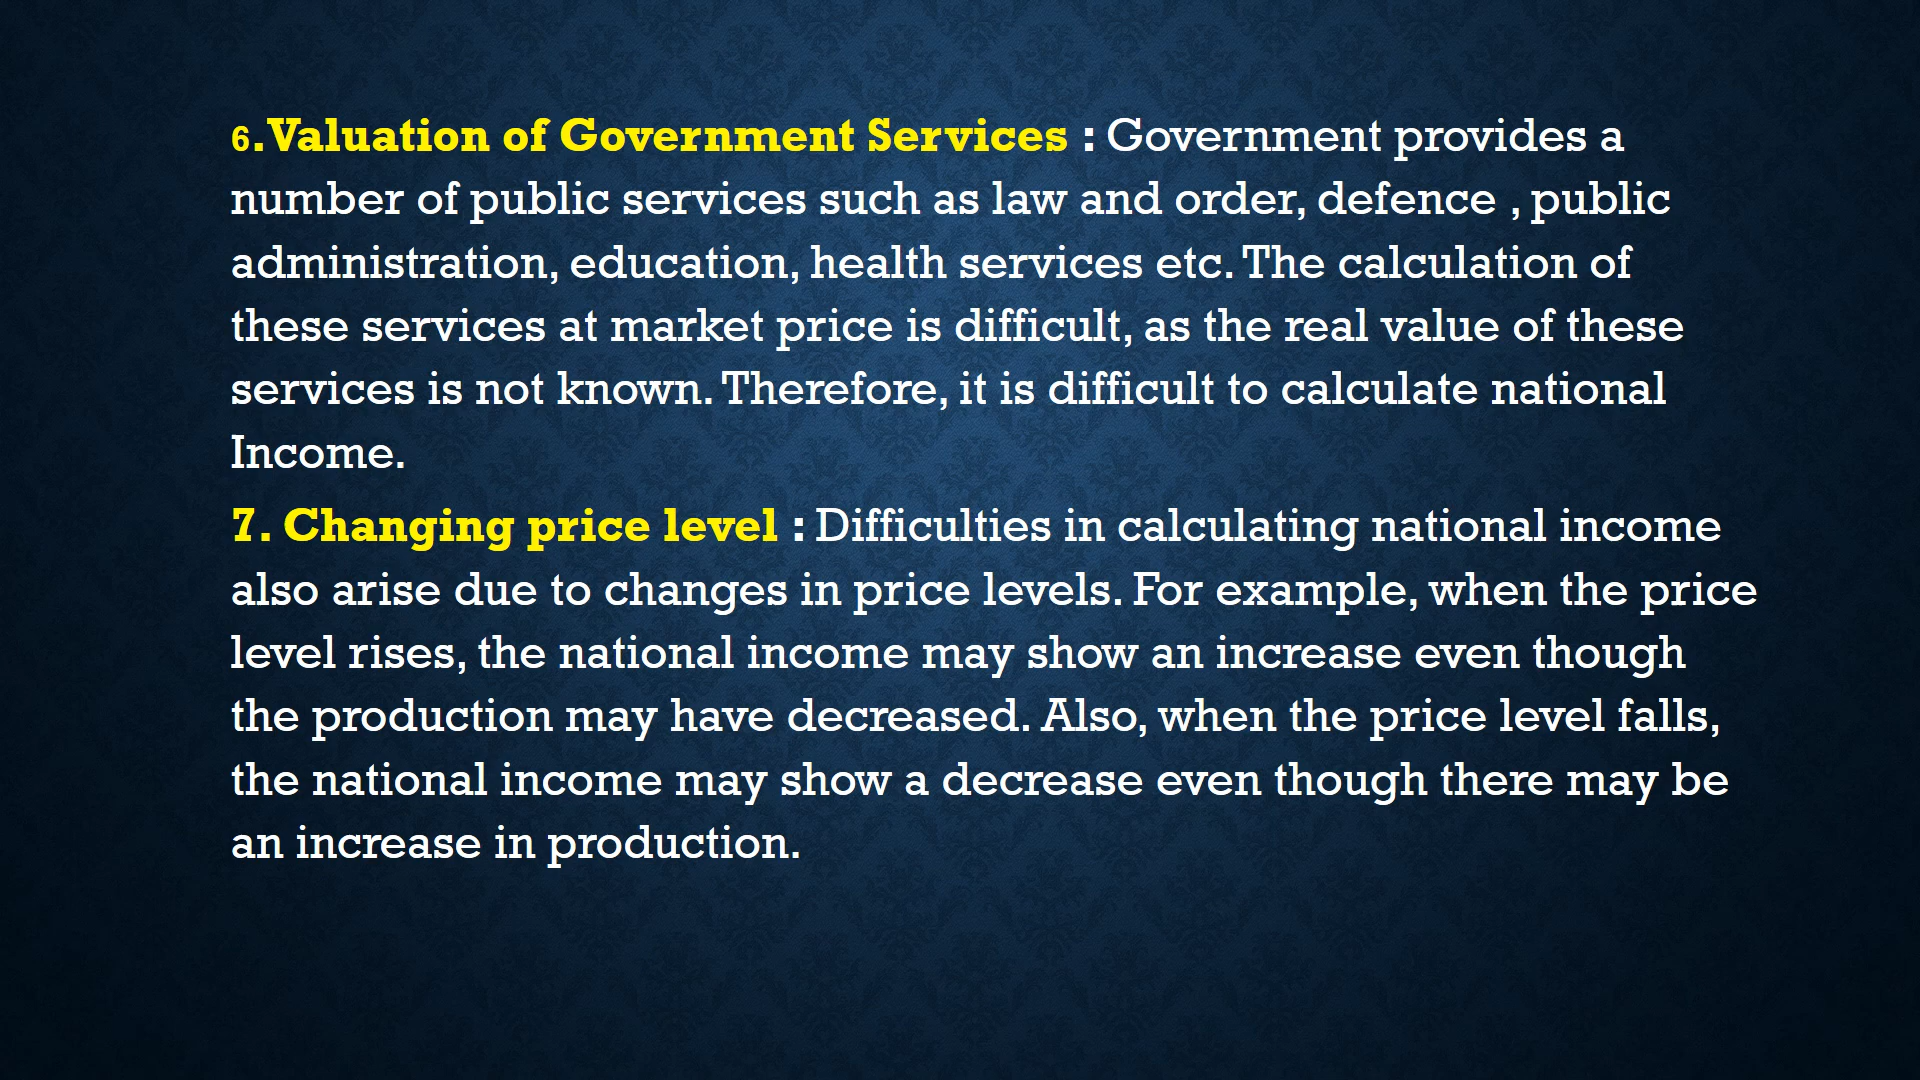 6.Valuation of Government Services : Government provides a
number of public services such as law and order, defence , public
administration, education, health services etc. The calculation of
these services at market price is difficult, as the real value of these
services is not known. Therefore, it is difficult to calculate national
Income.
7. Changing price level : Difficulties in calculating national income
also arise due to changes in price levels. For example, when the price
level rises, the national income may show an increase even though
the production may have decreased. Also, when the price level falls,
the national income may show a decrease even though there may be
an increase in production.